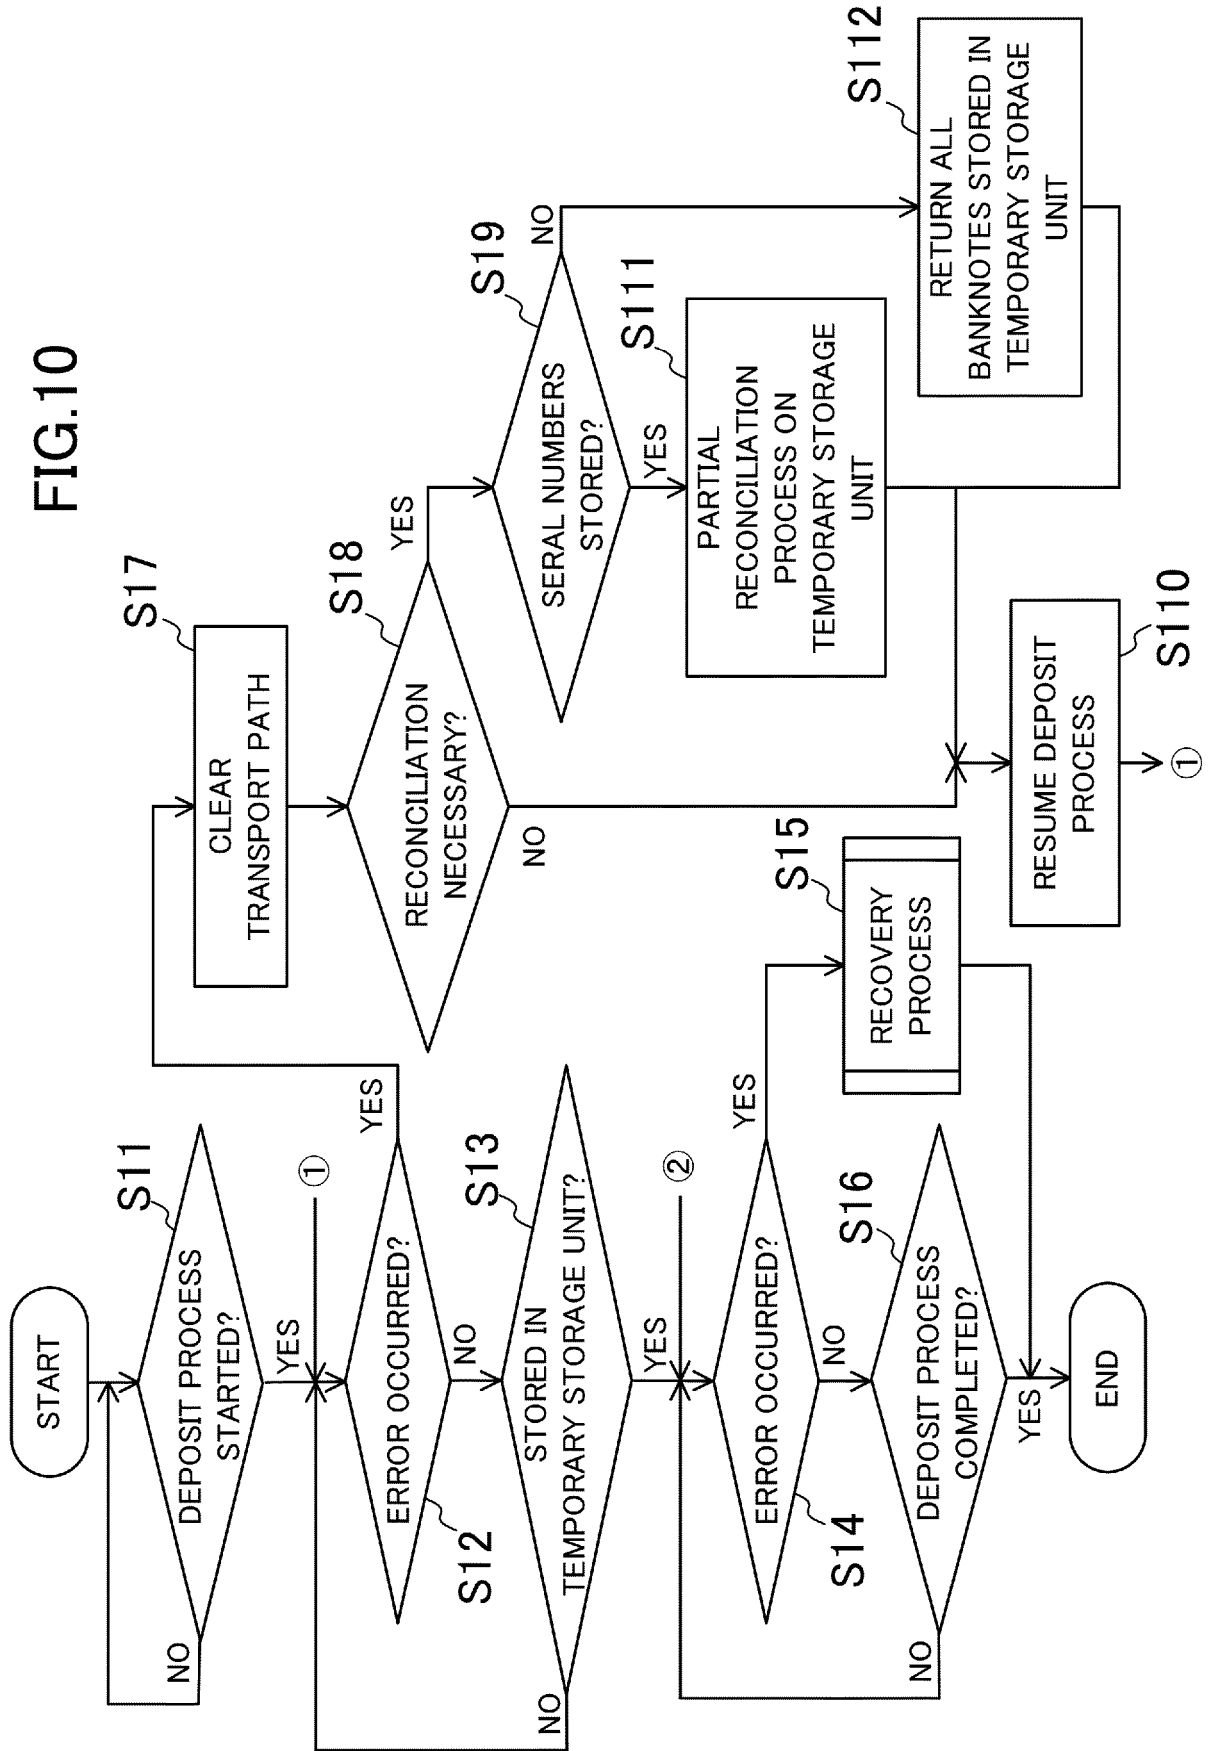 FIG.10
START
S11
DEPOSIT PROCESS
STARTED?
NO
YES
①
ERROR OCCURRED?
S12
YES
NO
S13
STORED IN
TEMPORARY STORAGE UNIT?
NO
YES
②
ERROR OCCURRED?
S14
YES
NO
S15
RECOVERY
PROCESS
S16
DEPOSIT PROCESS
COMPLETED?
NO
YES
END
S17
CLEAR
TRANSPORT PATH
S18
RECONCILIATION
NECESSARY?
YES
NO
S19
SERAL NUMBERS
STORED?
NO
YES
S111
PARTIAL
RECONCILIATION
PROCESS ON
TEMPORARY STORAGE
UNIT
S112
RETURN ALL
BANKNOTES STORED IN
TEMPORARY STORAGE
UNIT
S110
RESUME DEPOSIT
PROCESS
①